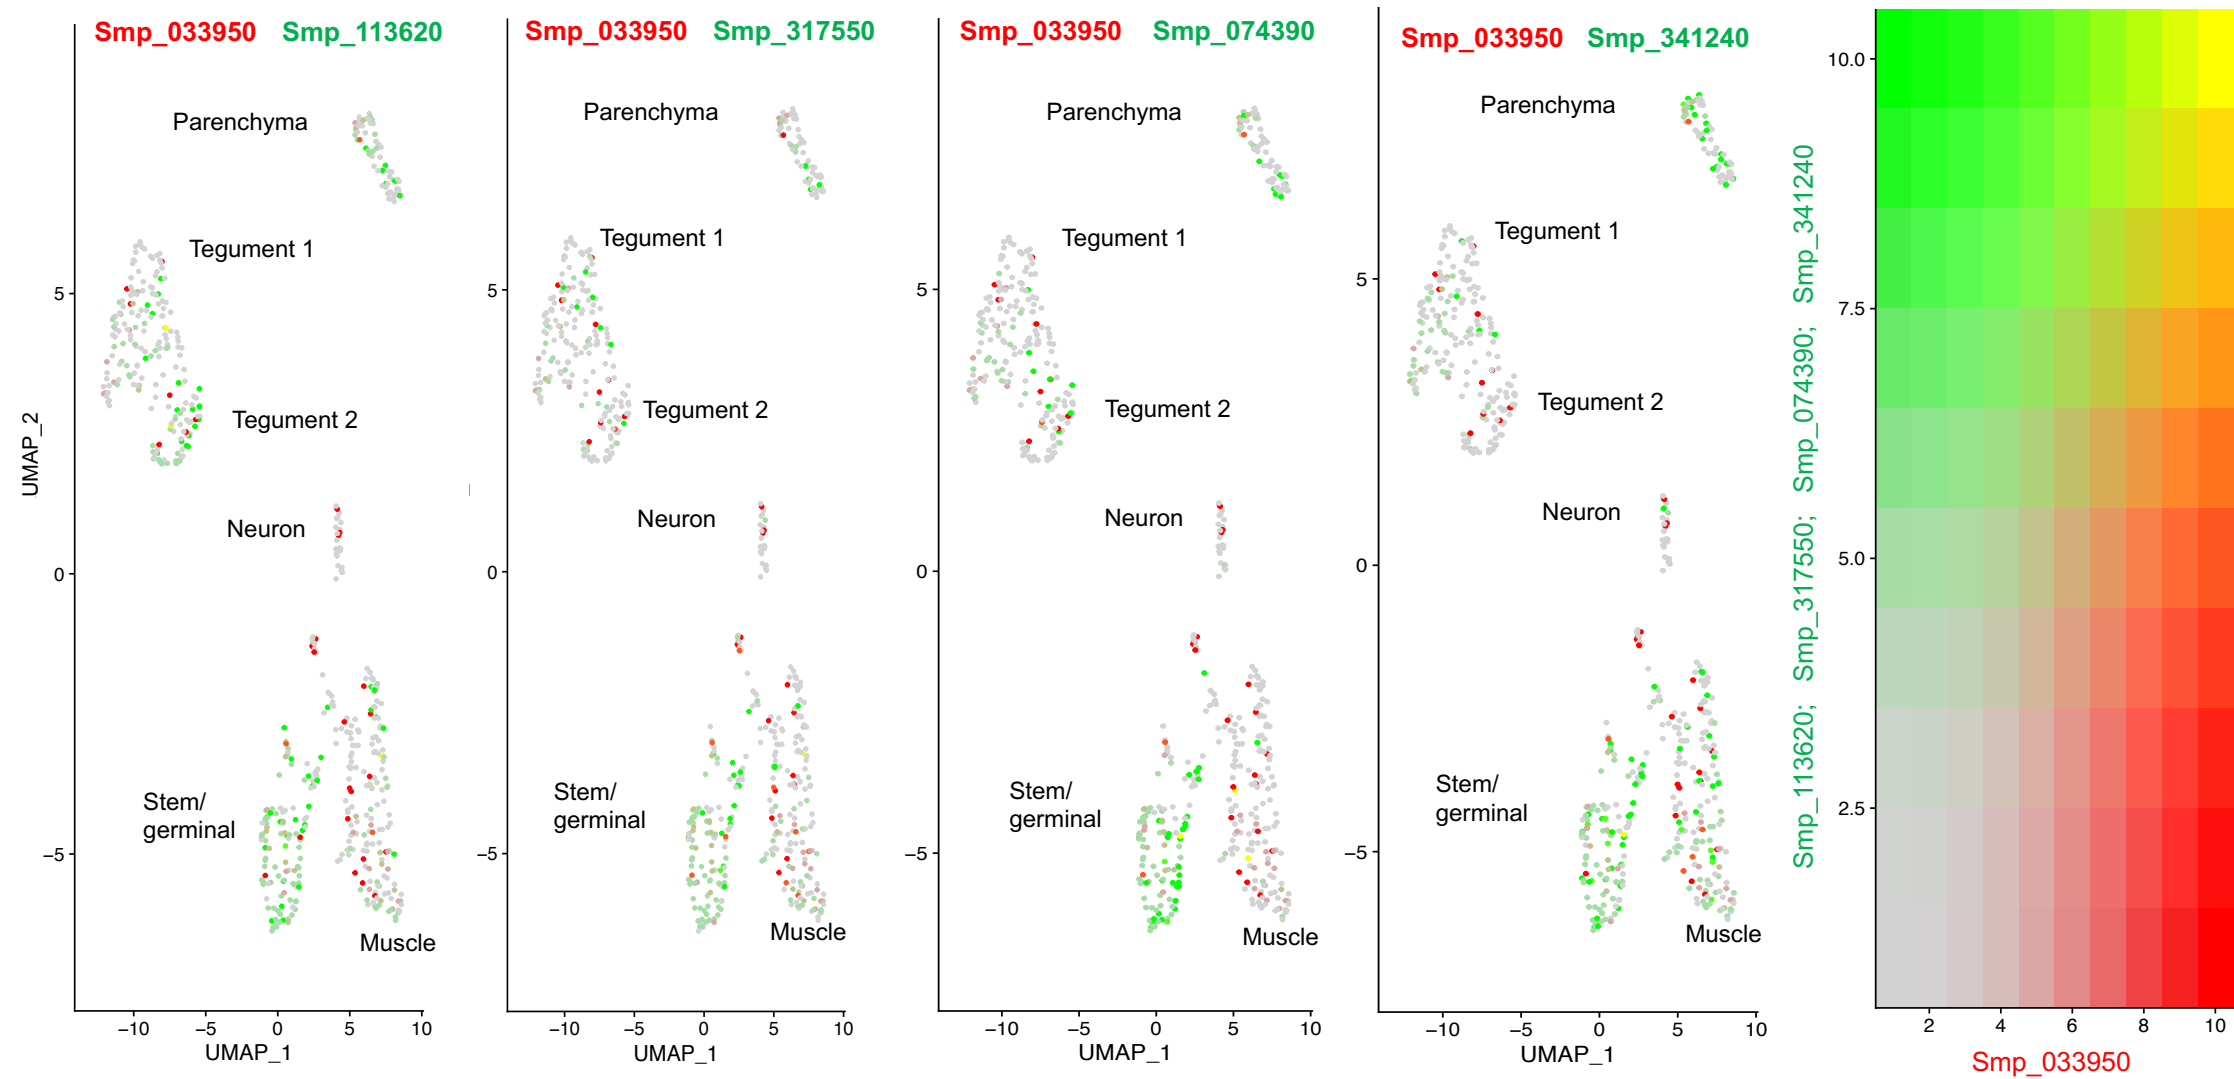 Smp_033950 Smp_113620
Parenchyma
Tegument 1
5
Tegument 2
UMAP_2
Neuron
0
Stem/
germinal
−5
Muscle
−10 −5 0 5 10
UMAP_1
Smp_033950 Smp_317550
Parenchyma
Tegument 1
5
Tegument 2
Neuron
0
Stem/
germinal
−5
Muscle
−10 −5 0 5 10
UMAP_1
Smp_033950 Smp_074390
Parenchyma
Tegument 1
5
Tegument 2
Neuron
0
Stem/
germinal
−5
Muscle
−10 −5 0 5 10
UMAP_1
Smp_033950 Smp_341240
Parenchyma
Tegument 1
5
Tegument 2
Neuron
0
Stem/
germinal
−5
Muscle
−10 −5 0 5 10
UMAP_1
Smp_113620; Smp_317550; Smp_074390; Smp_341240
10.0
7.5
5.0
2.5
2 4 6 8 10
Smp_033950